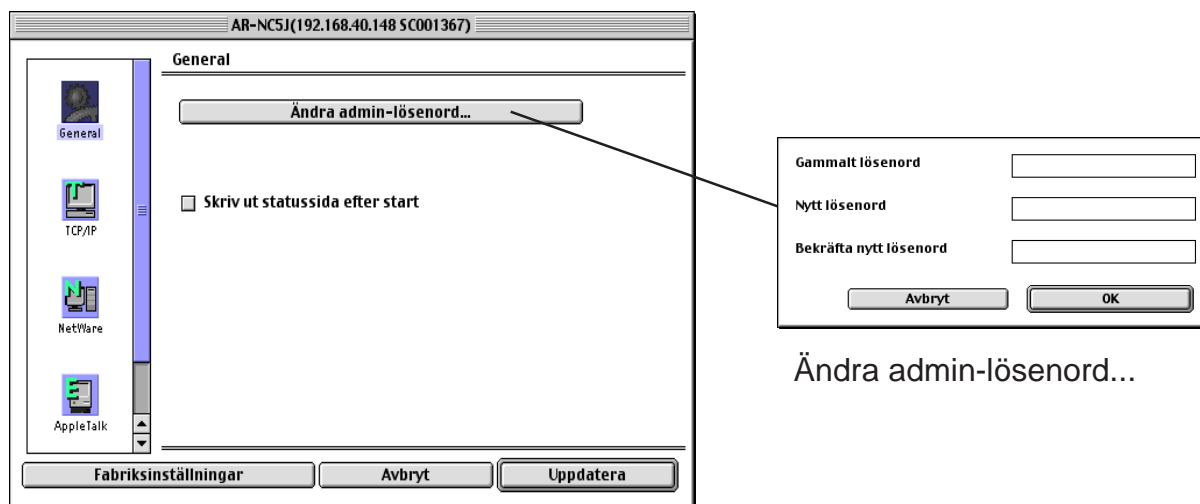 AR-NC5J(192.168.40.148 SC001367)
General
General
TCP/IP
NetWare
AppleTalk
Ändra admin-lösenord...
Skriv ut statussida efter start
Fabriksinställningar
Avbryt
Uppdatera
Gammalt lösenord
Nytt lösenord
Bekräfta nytt lösenord
Avbryt
OK
Ändra admin-lösenord...